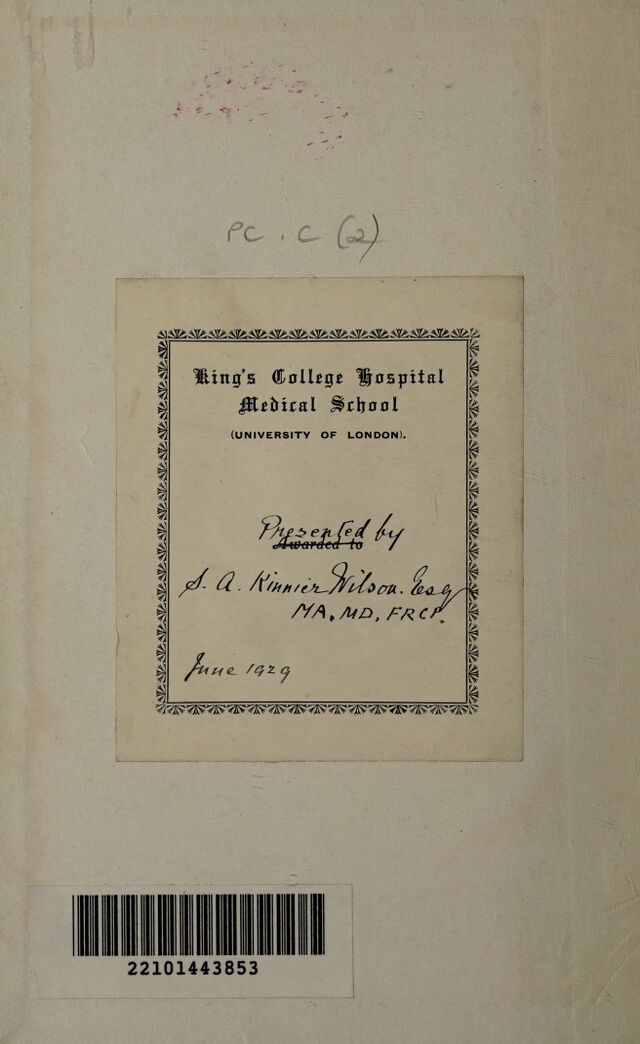 PC. C (2)
King's College Hospital
Medical School
(UNIVERSITY OF LONDON).
Presented by
Awarded to
S. A. Kinnier Wilson. Esq
MA, MD, FRCP.
June 1929
22101443853